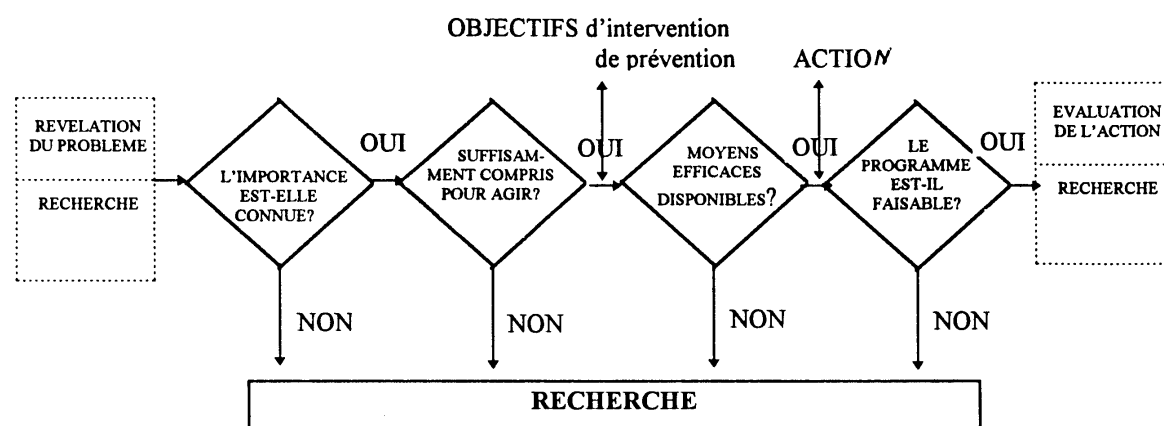 OBJECTIFS d'intervention
de prévention
ACTION
REVELATION
DU PROBLEME
RECHERCHE
OUI
L'IMPORTANCE
EST-ELLE
CONNUE?
SUFFISAM-
MENT COMPRIS
POUR AGIR?
OUI
MOYENS
EFFICACES
DISPONIBLES?
OUI
LE
PROGRAMME
EST-IL
FAISABLE?
OUI
EVALUATION
DE L'ACTION
RECHERCHE
NON
NON
NON
NON
RECHERCHE